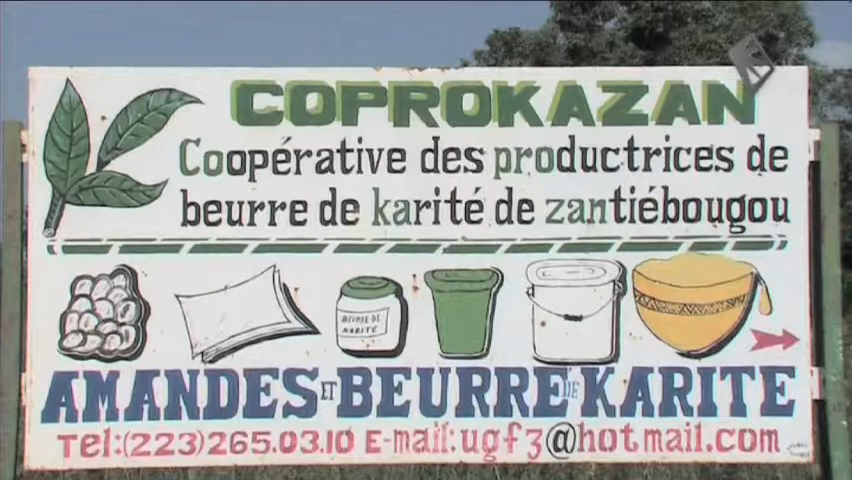 COPROKAZAN
Coopérative des productrices de
beurre de karité de zantiébougou
BEURRE DE
KARITÉ
AMANDES ET BEURRE DE KARITE
Tel:(223)265.03.10 E-mail:ugf3@hotmail.com